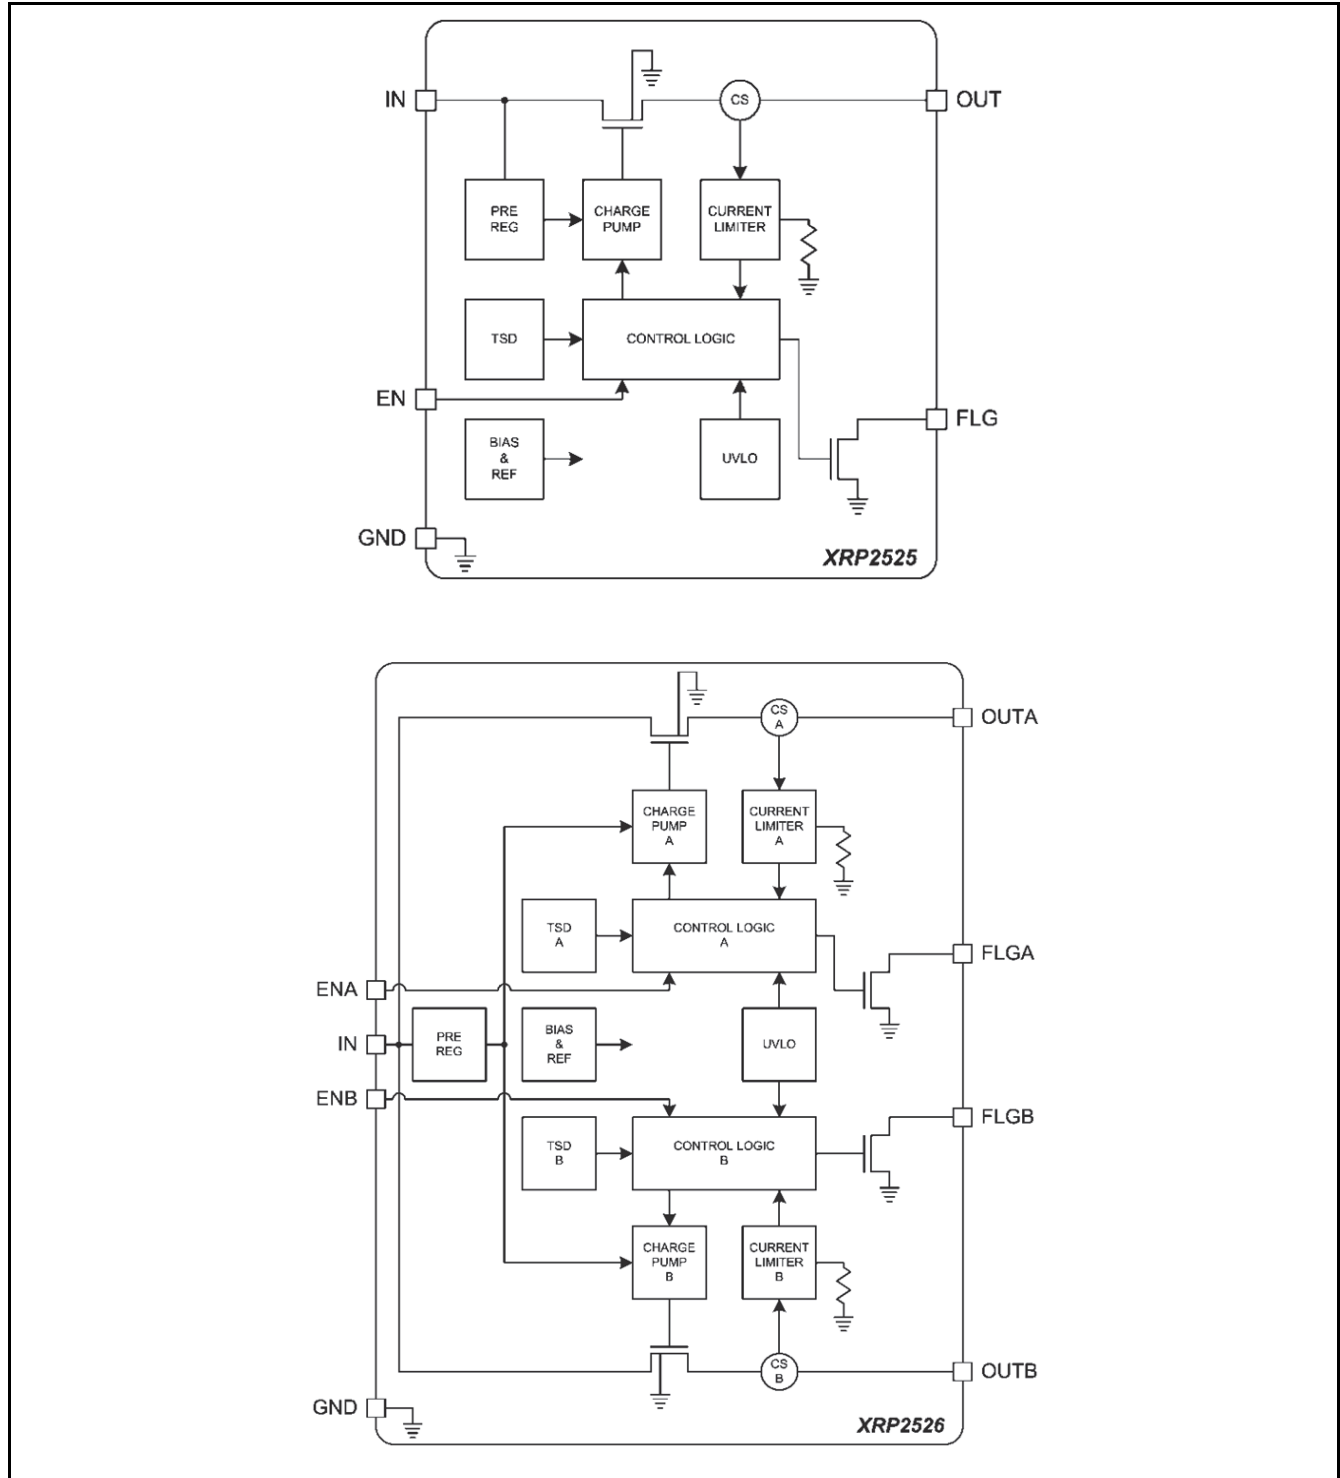 IN
CS
OUT
PRE
REG
CHARGE
PUMP
CURRENT
LIMITER
TSD
CONTROL LOGIC
EN
FLG
BIAS
&
REF
UVLO
GND
XRP2525
CS
A
OUTA
CHARGE
PUMP
A
CURRENT
LIMITER
A
TSD
A
CONTROL LOGIC
A
FLGA
ENA
IN
PRE
REG
BIAS
&
REF
UVLO
ENB
FLGB
TSD
B
CONTROL LOGIC
B
CHARGE
PUMP
B
CURRENT
LIMITER
B
CS
B
OUTB
GND
XRP2526